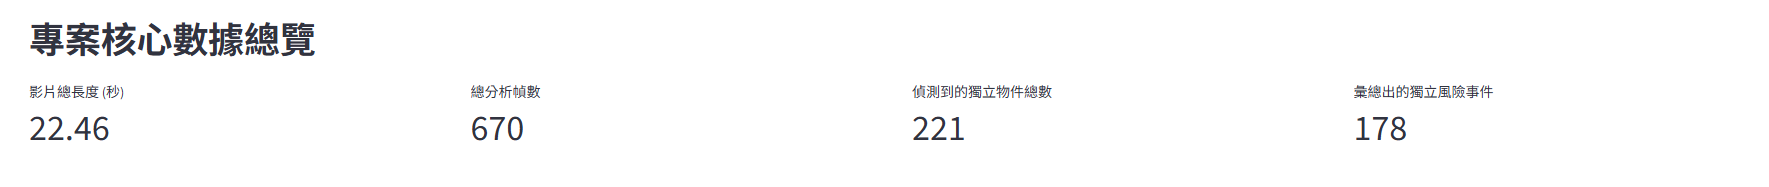 專案核心數據總覽
影片總長度 (秒)
22.46
總分析幀數
670
偵測到的獨立物件總數
221
彙總出的獨立風險事件
178